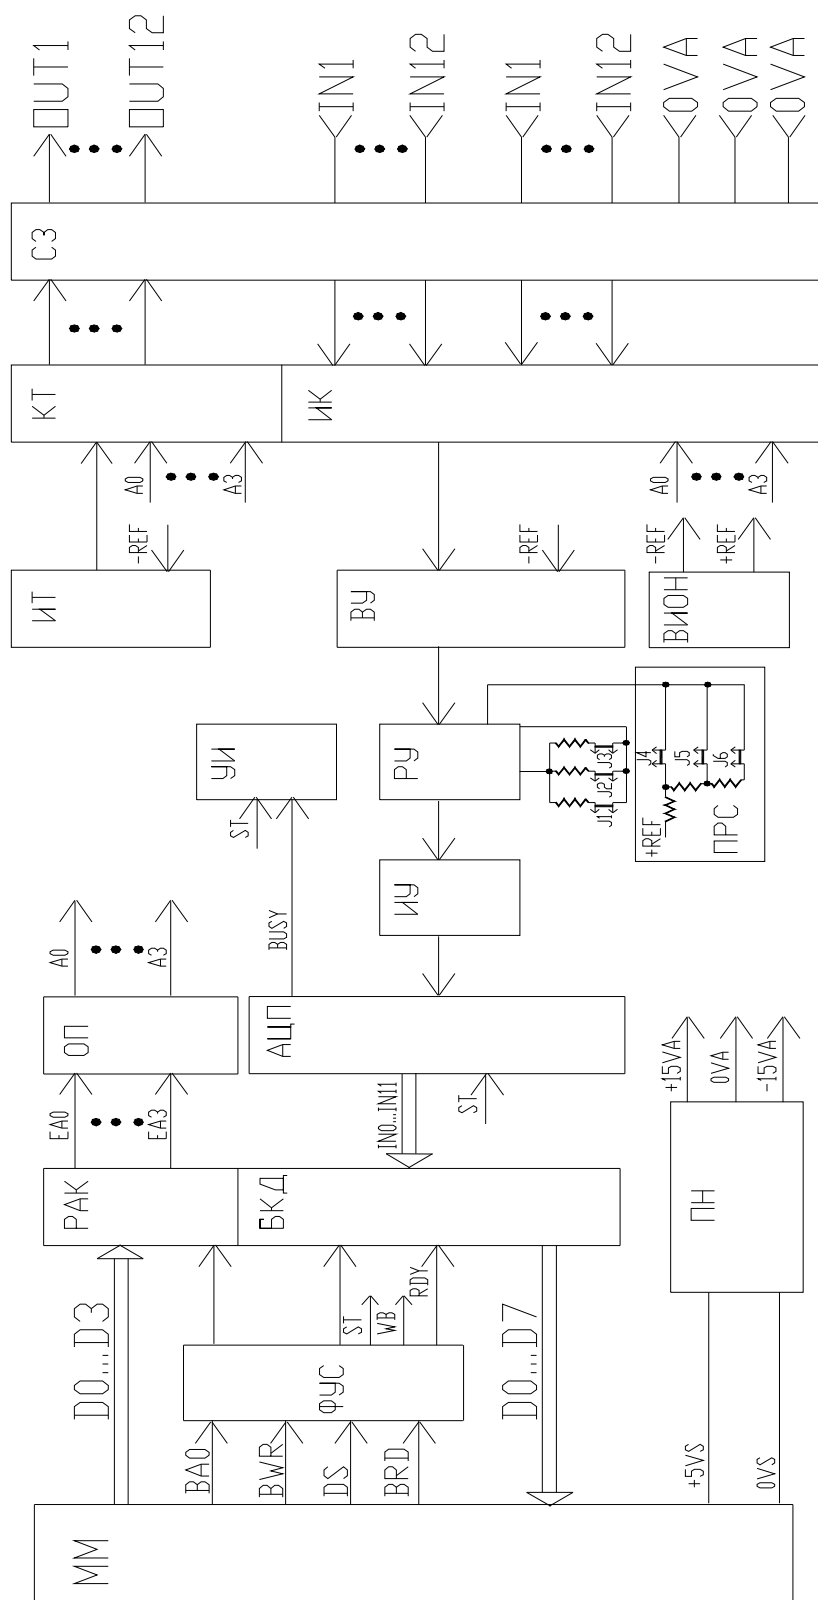 OUT1
OUT12
IN1
IN12
IN1
IN12
0VA
0VA
0VA
СЗ
КТ
ИК
A0
A3
A0
A3
ИТ
-REF
ВУ
-REF
ВИОН
-REF
+REF
УИ
ST
BUSY
РУ
J1
J2
J3
J4
J5
J6
+REF
ПРС
ИУ
A0
A3
ОП
EA0
EA3
АЦП
IN0...IN11
ST
+15VA
0VA
-15VA
ПН
РАК
БКД
D0...D3
ST
WB
RDY
ФУС
D0...D7
BA0
BWR
DS
BRD
+5VS
0VS
ММ